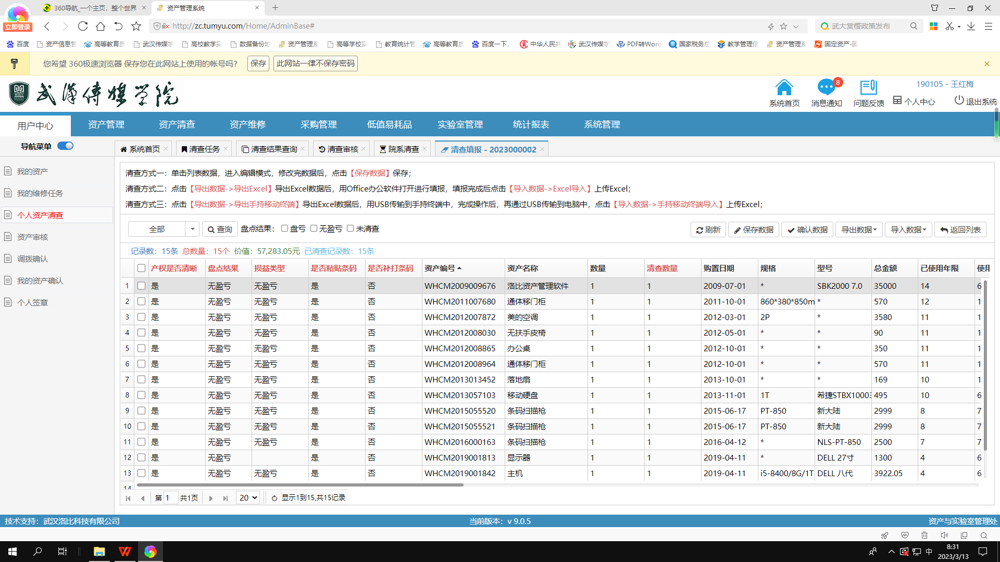 360导航_一个主页，整个世界
资产管理系统
立即登录
http://zc.tumyu.com/Home/AdminBase#
武大赏樱政策发布
百度
资产信息管
高等教育质
武汉传媒学
高校教学实
数据备份地
资产管理系
高等学校实
教育统计管
高等教育质
百度一下，
中华人民共
武汉传媒学
PDF转Word
国家税务总
教学管理信
资产管理系
固定资产-国
您希望 360极速浏览器 保存您在此网站上使用的帐号吗？ 保存 此网站一律不保存密码
武汉传媒学院
系统首页
8
消息通知
问题反馈
190105 - 王红梅
个人中心
退出系统
用户中心 资产管理 资产清查 资产维修 采购管理 低值易耗品 实验室管理 统计报表 系统管理
导航菜单
系统首页 清查任务 清查结果查询 清查审核 院系清查 清查填报 - 2023000002
我的资产
我的维修任务
个人资产清查
资产审核
调拨确认
我的资产确认
个人签章
清查方式一：单击列表数据，进入编辑模式，修改完数据后，点击【保存数据】保存；
清查方式二：点击【导出数据->导出Excel】导出Excel数据后，用Office办公软件打开进行填报，填报完成后点击【导入数据->Excel导入】上传Excel；
清查方式三：点击【导出数据->导出手持移动终端】导出Excel数据后，用USB传输到手持终端中，完成操作后，再通过USB传输到电脑中，点击【导入数据->手持移动终端导入】上传Excel；
全部 查询 盘点结果： 盘亏 无盈亏 未清查 刷新 保存数据 确认数据 导出数据 导入数据 返回列表
记录数：15条 总数量：15个 价值：57,283.05元 已清查记录数：15条
产权是否清晰 盘点结果 损益类型 是否粘贴条码 是否补打条码 资产编号 资产名称 数量 清查数量 购置日期 规格 型号 总金额 已使用年限 使用
1 是 无盈亏 无盈亏 是 否 WHCM2009009676 洛比资产管理软件 1 1 2009-07-01 * SBK2000 7.0 35000 14 6
2 是 无盈亏 无盈亏 是 否 WHCM2011007680 通体移门柜 1 1 2011-10-01 860*380*850m * 570 12 1
3 是 无盈亏 无盈亏 是 否 WHCM2012007872 美的空调 1 1 2012-03-01 2P * 3580 11 1
4 是 无盈亏 无盈亏 是 否 WHCM2012008030 无扶手皮椅 1 1 2012-05-01 * * 90 11 1
5 是 无盈亏 无盈亏 是 否 WHCM2012008865 办公桌 1 1 2012-10-01 * * 350 11 1
6 是 无盈亏 无盈亏 是 否 WHCM2012008964 通体移门柜 1 1 2012-10-01 * * 570 11 1
7 是 无盈亏 无盈亏 是 否 WHCM2013013452 落地扇 1 1 2013-10-01 * * 169 10 1
8 是 无盈亏 无盈亏 是 否 WHCM2013057103 移动硬盘 1 1 2013-11-01 1T 希捷STBX10003 495 10 6
9 是 无盈亏 无盈亏 是 否 WHCM2015055520 条码扫描枪 1 1 2015-06-17 PT-850 新大陆 2999 8 7
10 是 无盈亏 无盈亏 是 否 WHCM2015055521 条码扫描枪 1 1 2015-06-17 PT-850 新大陆 2999 8 7
11 是 无盈亏 无盈亏 是 否 WHCM2016000163 条码扫描枪 1 1 2016-04-12 * NLS-PT-850 2500 7 7
12 是 无盈亏 是 否 WHCM2019001813 显示器 1 1 2019-04-11 * DELL 27寸 1300 4 6
13 是 无盈亏 无盈亏 是 否 WHCM2019001842 主机 1 1 2019-04-11 i5-8400/8G/1T DELL 八代 3922.05 4 6
14
第 1 共1页 20 显示1到15,共15记录
技术支持：武汉洛比科技有限公司 当前版本：v 9.0.5 资产与实验室管理处
中
8:31
2023/3/13